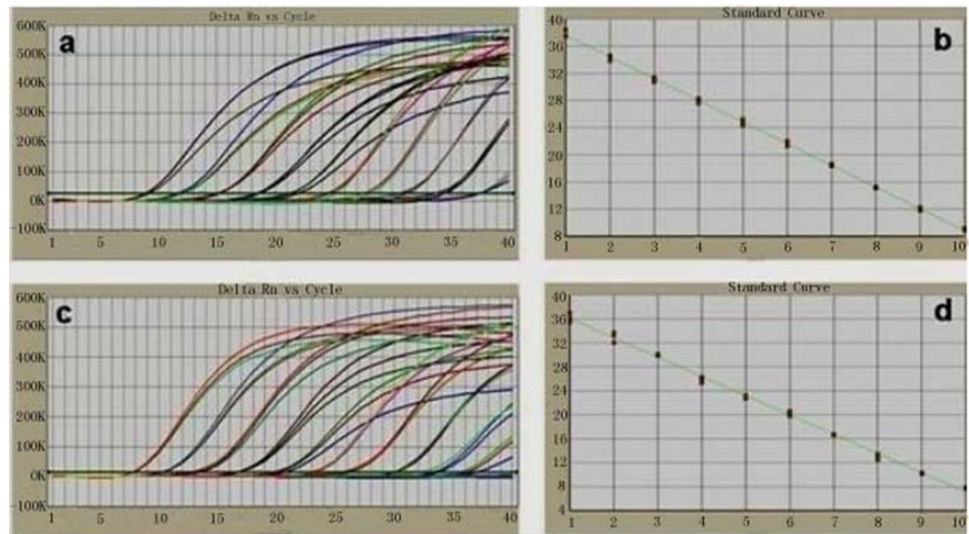 Delta Rn vs Cycle
a
600K
500K
400K
300K
200K
100K
0K
-100K
1 5 10 15 20 25 30 35 40
Standard Curve
b
40
36
32
28
24
20
16
12
8
1 2 3 4 5 6 7 8 9 10
Delta Rn vs Cycle
c
600K
500K
400K
300K
200K
100K
0K
-100K
1 5 10 15 20 25 30 35 40
Standard Curve
d
40
36
32
28
24
20
16
12
8
4
1 2 3 4 5 6 7 8 9 10